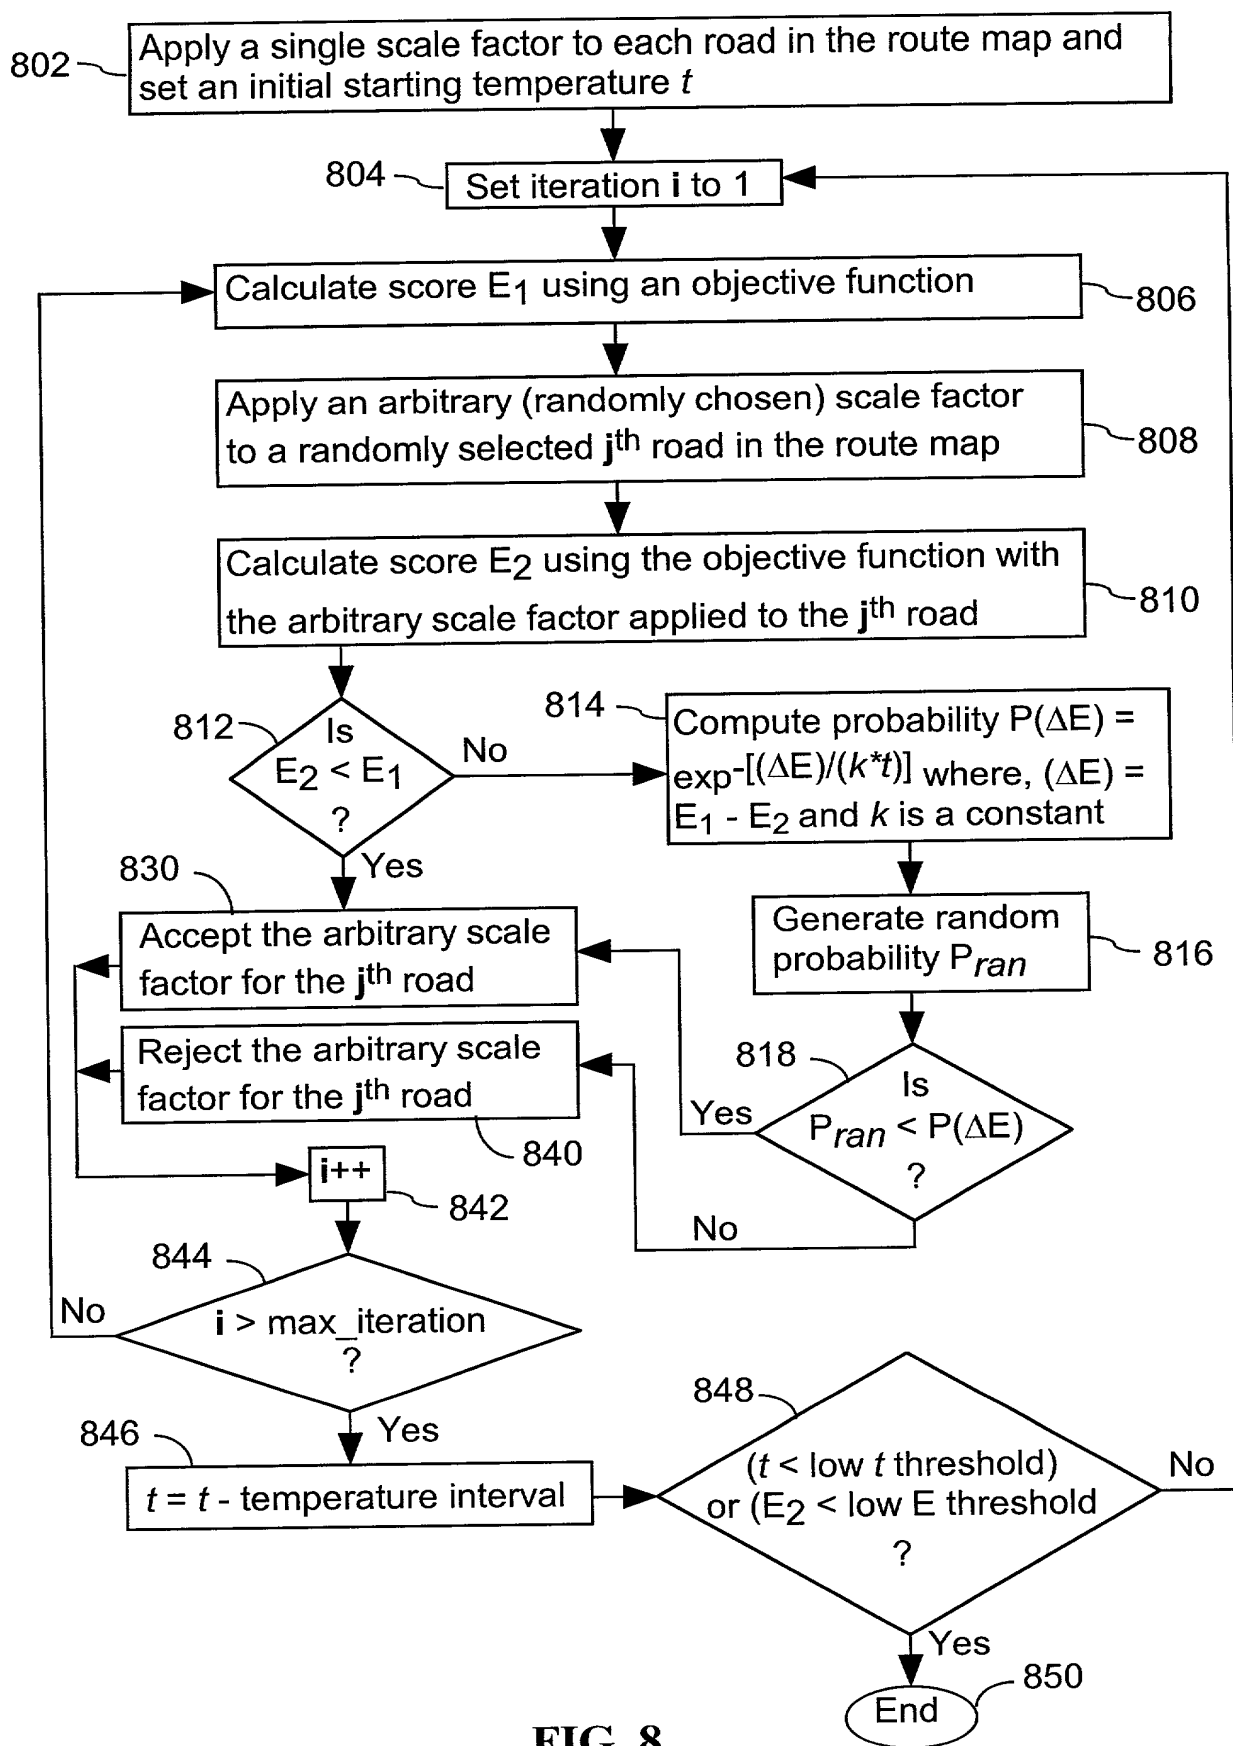 802
Apply a single scale factor to each road in the route map and
set an initial starting temperature t
804
Set iteration i to 1
Calculate score E1 using an objective function
806
Apply an arbitrary (randomly chosen) scale factor
to a randomly selected jth road in the route map
808
Calculate score E2 using the objective function with
the arbitrary scale factor applied to the jth road
810
812
Is
E2 < E1
?
No
Yes
814
Compute probability P(ΔE) =
exp-[(ΔE)/(k*t)] where, (ΔE) =
E1 - E2 and k is a constant
Generate random
probability Pran
816
818
Is
Pran < P(ΔE)
?
Yes
No
830
Accept the arbitrary scale
factor for the jth road
Reject the arbitrary scale
factor for the jth road
840
i++
842
844
i > max_iteration
?
No
Yes
846
t = t - temperature interval
848
(t < low t threshold)
or (E2 < low E threshold
?
No
Yes
End
850
FIG. 8